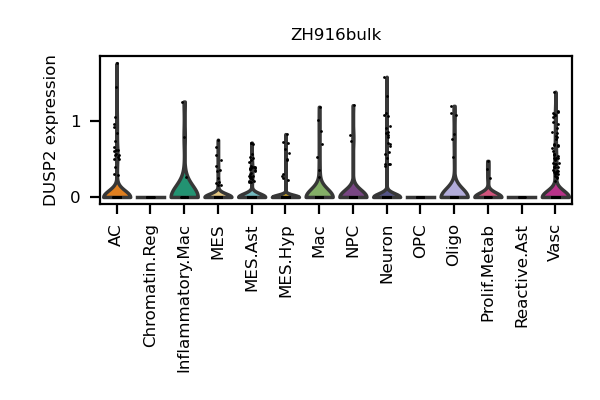 ZH916bulk
DUSP2 expression
1
0
AC
Chromatin.Reg
Inflammatory.Mac
MES
MES.Ast
MES.Hyp
Mac
NPC
Neuron
OPC
Oligo
Prolif.Metab
Reactive.Ast
Vasc